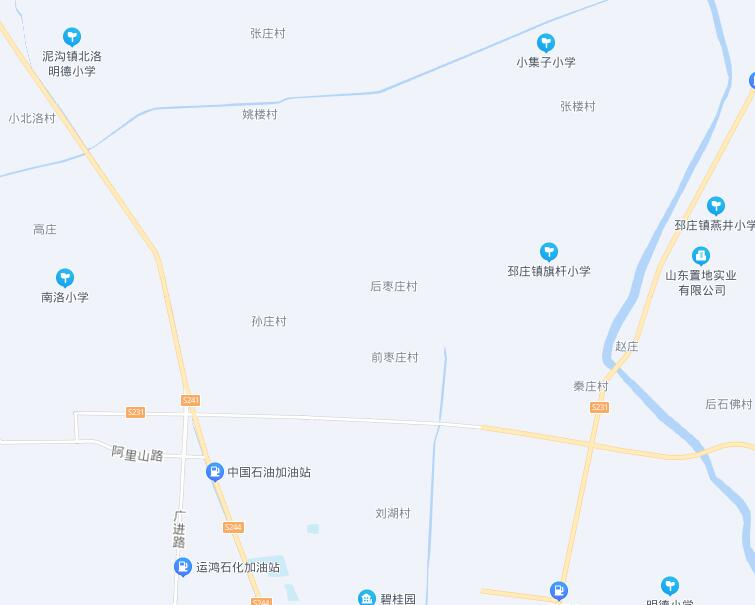 张庄村
泥沟镇北洛
明德小学
小集子小学
张楼村
姚楼村
小北洛村
邳庄镇燕井小学
高庄
邳庄镇旗杆小学
山东置地实业
有限公司
南洛小学
后枣庄村
孙庄村
赵庄
前枣庄村
秦庄村
S241
后石佛村
S231
S231
阿里山路
中国石油加油站
刘湖村
广进路
S244
运鸿石化加油站
碧桂园
S244
明德小学